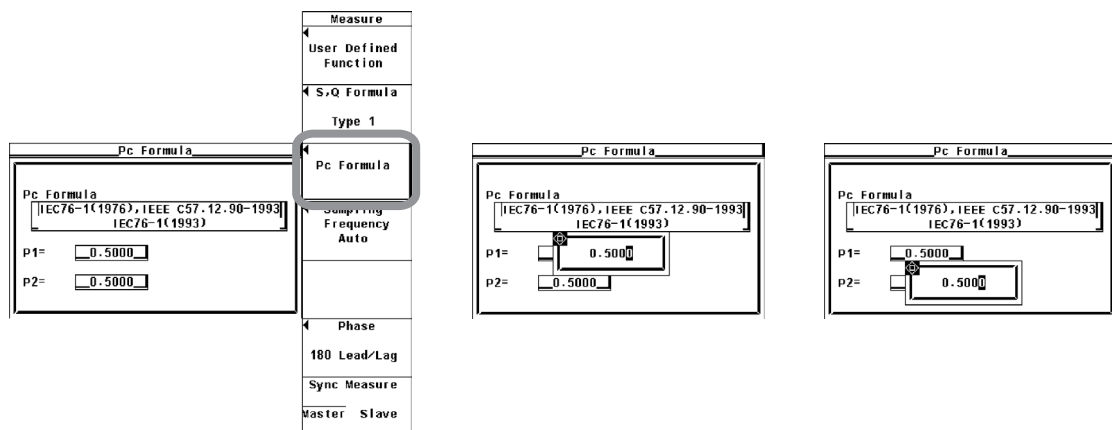 Measure
User Defined
Function
S,Q Formula
Type 1
Pc Formula
Sampling
Frequency
Auto
Phase
180 Lead/Lag
Sync Measure
Master Slave
Pc Formula
Pc Formula
IEC76-1(1976),IEEE C57.12.90-1993
IEC76-1(1993)
P1= 0.5000
P2= 0.5000
Pc Formula
Pc Formula
IEC76-1(1976),IEEE C57.12.90-1993
IEC76-1(1993)
P1= 0.5000
P2= 0.5000
Pc Formula
Pc Formula
IEC76-1(1976),IEEE C57.12.90-1993
IEC76-1(1993)
P1= 0.5000
P2= 0.5000